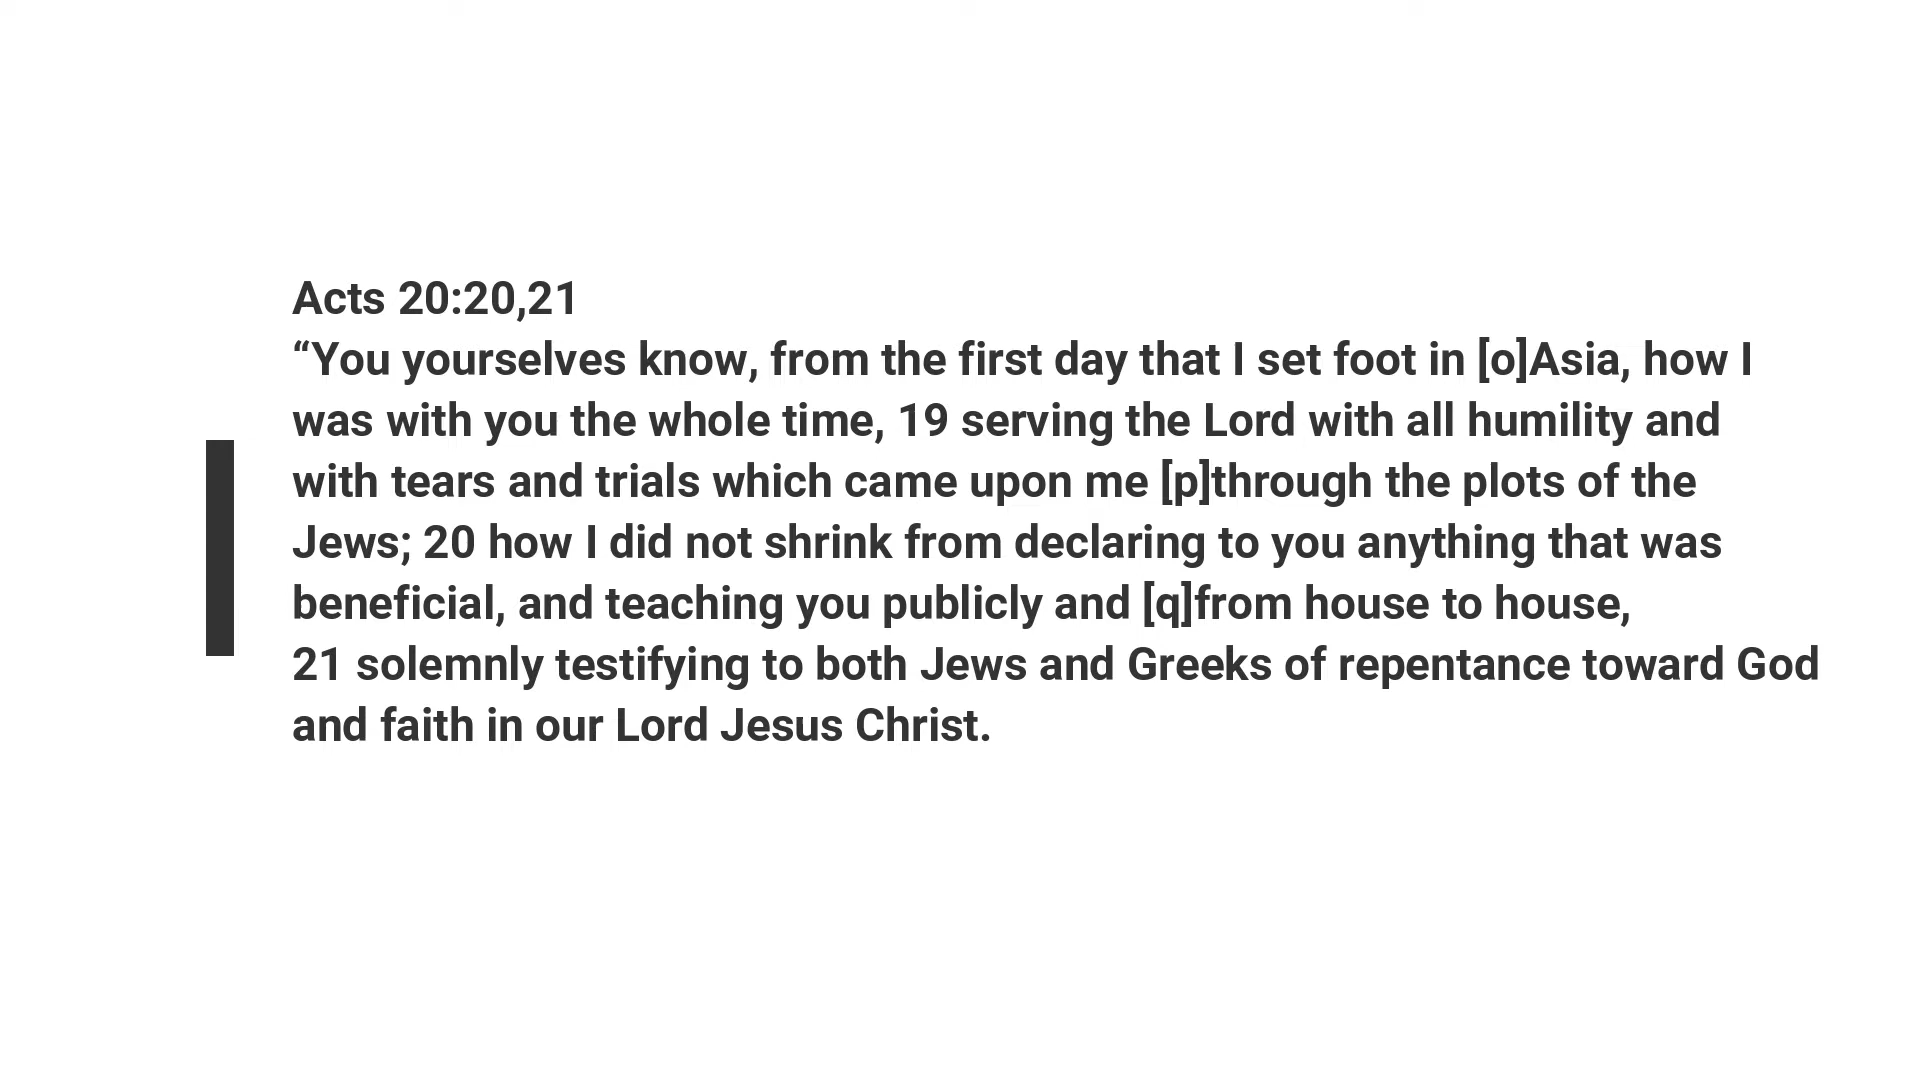 Acts 20:20,21
“You yourselves know, from the first day that I set foot in [o]Asia, how I
was with you the whole time, 19 serving the Lord with all humility and
with tears and trials which came upon me [p]through the plots of the
Jews; 20 how I did not shrink from declaring to you anything that was
beneficial, and teaching you publicly and [q]from house to house,
21 solemnly testifying to both Jews and Greeks of repentance toward God
and faith in our Lord Jesus Christ.